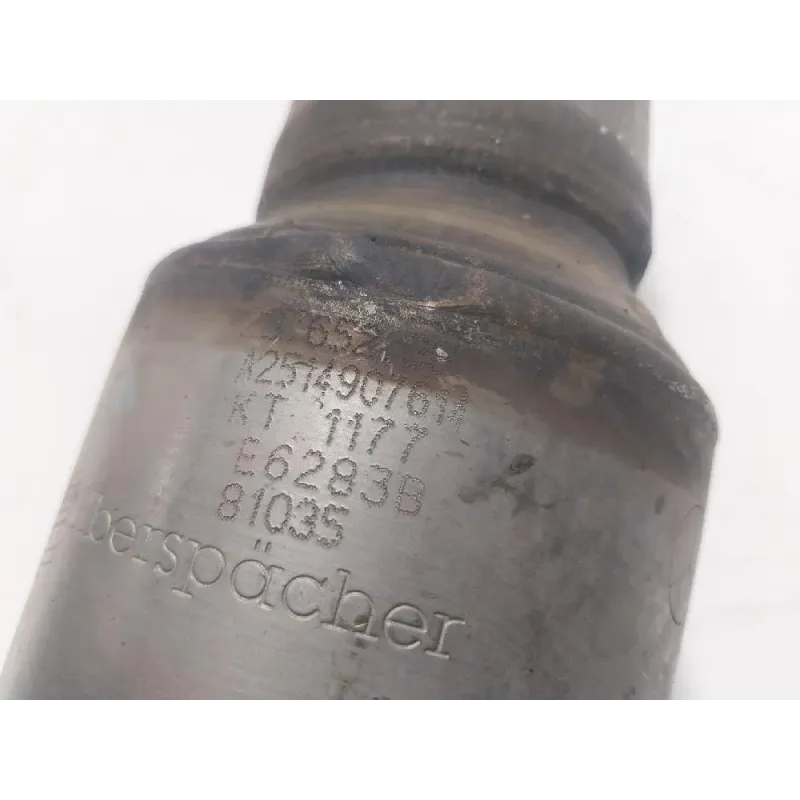 A2514907614
KT 1177
E6283B
81035
berspächer